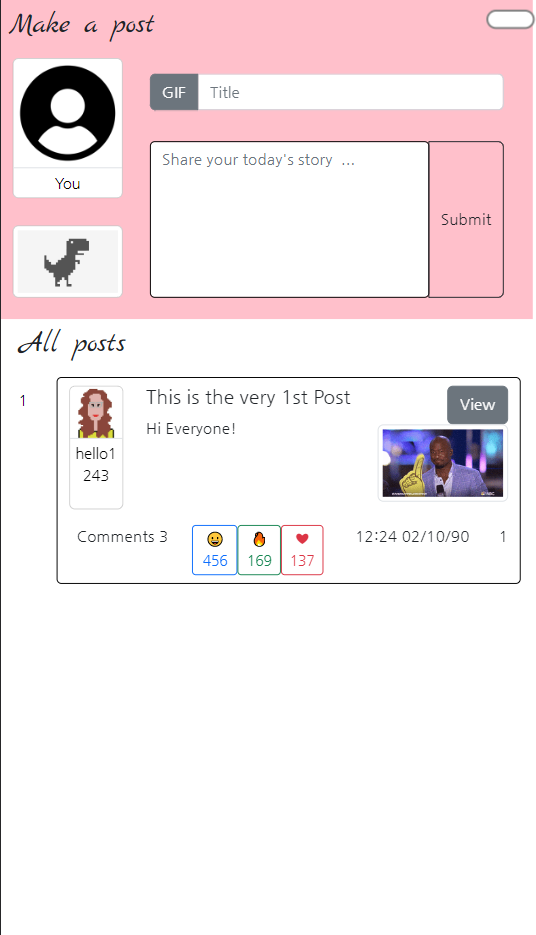 Make a post
GIF
Title
You
Share your today's story ...
Submit
All posts
1
This is the very 1st Post
View
Hi Everyone!
hello1
243
Comments 3
456
169
137
12:24 02/10/90
1